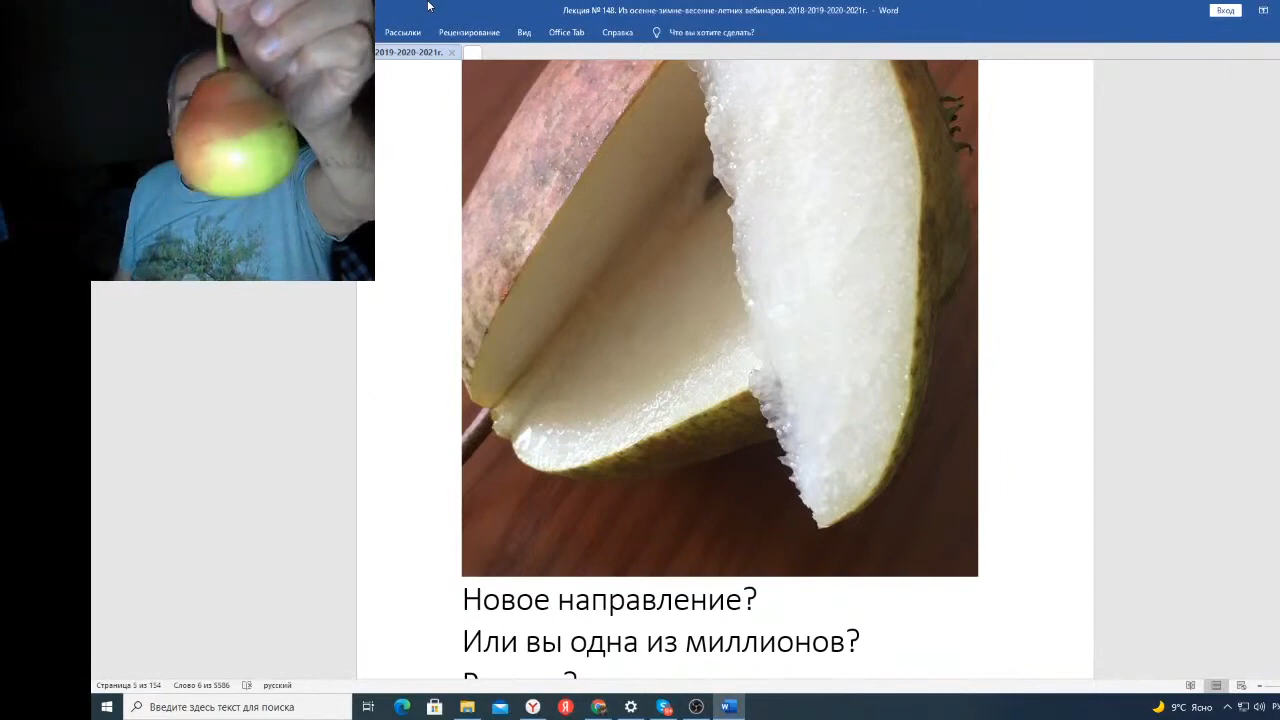 Лекция № 148. Из осенне-зимне-весенне-летних вебинаров. 2018-2019-2020-2021г. - Word
Вход
Рассылки Рецензирование Вид Office Tab Справка Что вы хотите сделать?
2019-2020-2021г.
Новое направление?
Или вы одна из миллионов?
Страница 5 из 154 Слово 6 из 5586 русский
Введите здесь текст для поиска
9°C Ясно